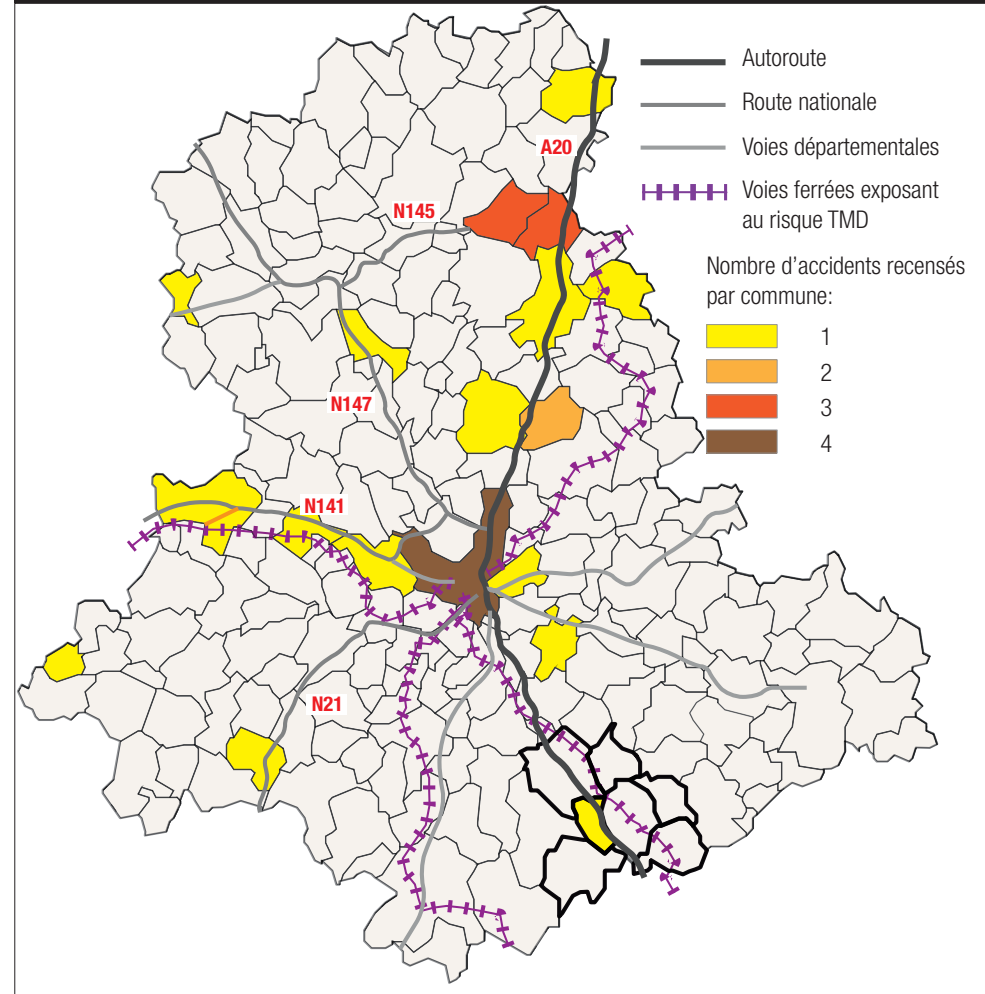 Autoroute
Route nationale
A20
Voies départementales
Voies ferrées exposant
au risque TMD
N145
Nombre d'accidents recensés
par commune:
1
2
3
4
N147
N141
N21